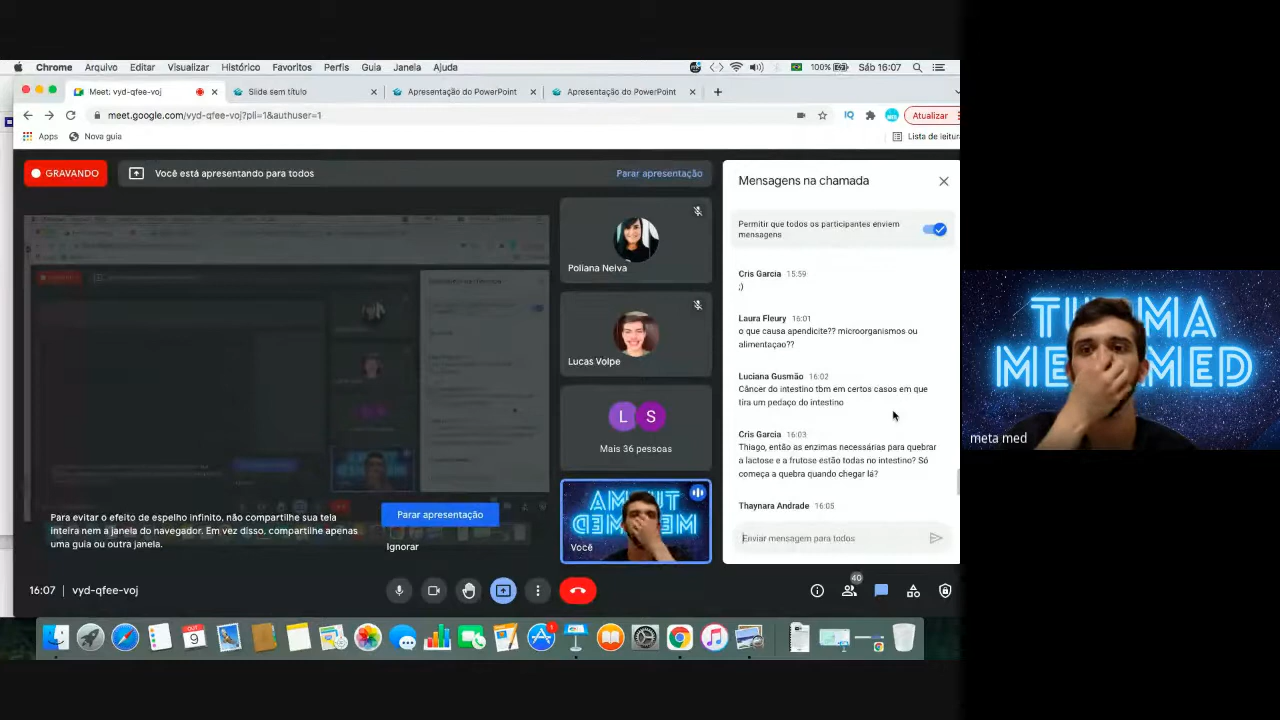 Chrome Arquivo Editar Visualizar Histórico Favoritos Perfis Guia Janela Ajuda
100% Sáb 16:07
Meet: vyd-qfee-voj
Slide sem título
Apresentação do PowerPoint
Apresentação do PowerPoint
meet.google.com/vyd-qfee-voj?pli=1&authuser=1
IQ
Atualizar
Apps
Nova guia
Lista de leitura
GRAVANDO
Você está apresentando para todos
Parar apresentação
Poliana Neiva
Lucas Volpe
L S
Mais 36 pessoas
Você
Para evitar o efeito de espelho infinito, não compartilhe sua tela
inteira nem a janela do navegador. Em vez disso, compartilhe apenas
uma guia ou outra janela.
Parar apresentação
Ignorar
Mensagens na chamada
Permitir que todos os participantes enviem
mensagens
Cris Garcia 15:59
;)
Laura Fleury 16:01
o que causa apendicite?? microorganismos ou
alimentaçao??
Luciana Gusmão 16:02
Câncer do intestino tbm em certos casos em que
tira um pedaço do intestino
Cris Garcia 16:03
Thiago, então as enzimas necessárias para quebrar
a lactose e a frutose estão todas no intestino? Só
começa a quebra quando chegar lá?
Thaynara Andrade 16:05
Enviar mensagem para todos
16:07 | vyd-qfee-voj
40
OUT
9
1
meta med